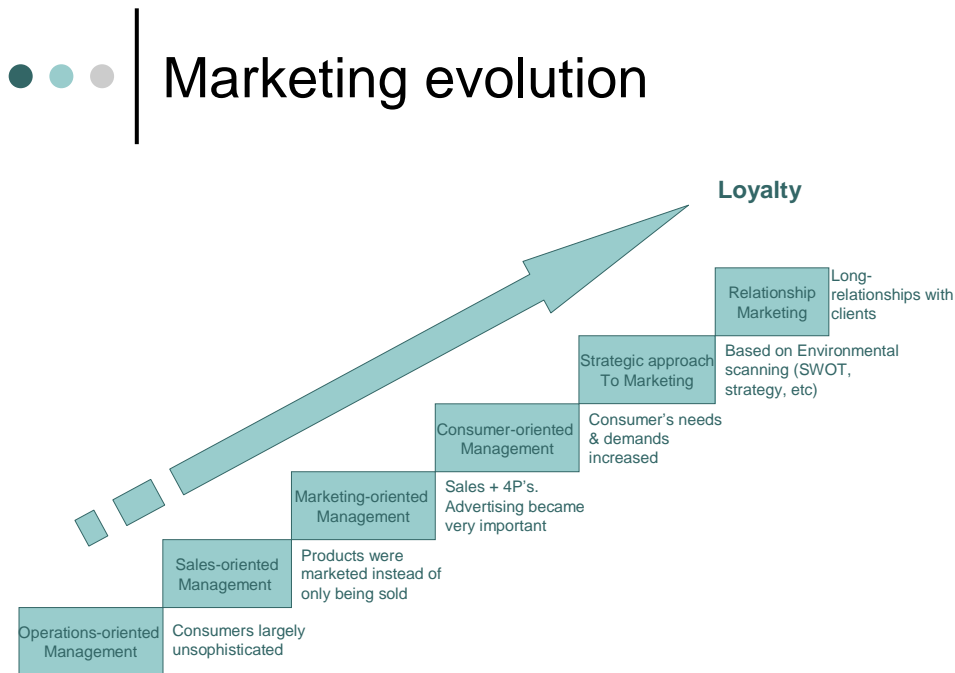 Marketing evolution
Loyalty
Relationship
Marketing
Long-
relationships with
clients
Strategic approach
To Marketing
Based on Environmental
scanning (SWOT,
strategy, etc)
Consumer-oriented
Management
Consumer’s needs
& demands
increased
Marketing-oriented
Management
Sales + 4P’s.
Advertising became
very important
Sales-oriented
Management
Products were
marketed instead of
only being sold
Operations-oriented
Management
Consumers largely
unsophisticated